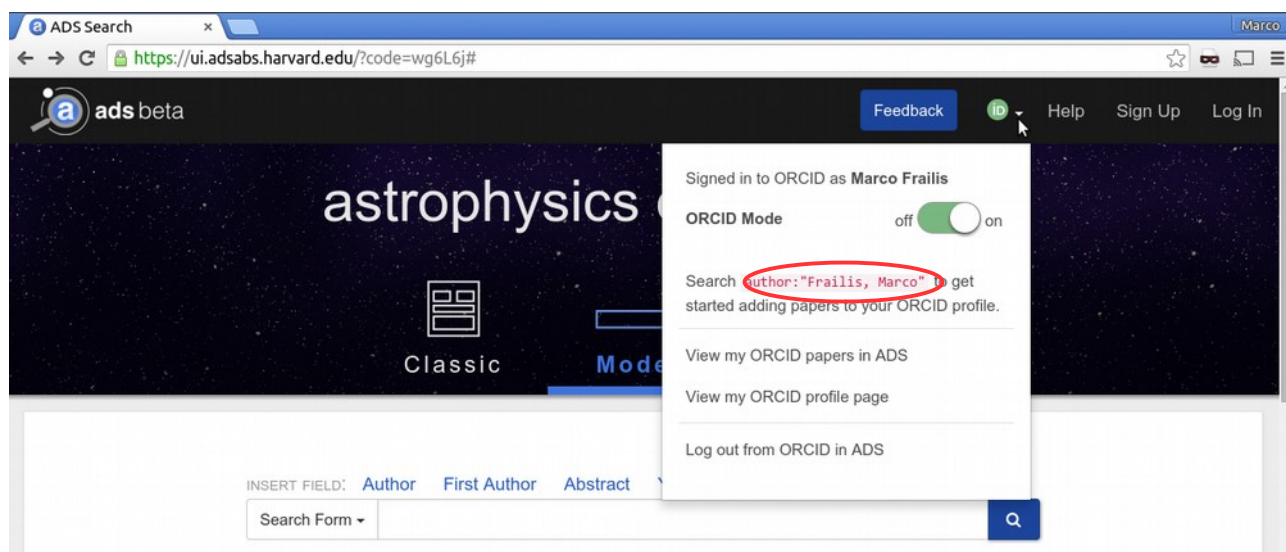 ADS Search ×
Marco
https://ui.adsabs.harvard.edu/?code=wg6L6j#
a ads beta
Feedback iD Help Sign Up Log In
astrophysics
Signed in to ORCID as Marco Frailis
ORCID Mode off on
Search author:"Frailis, Marco" to get
started adding papers to your ORCID profile.
View my ORCID papers in ADS
View my ORCID profile page
Log out from ORCID in ADS
Classic Mode
INSERT FIELD: Author First Author Abstract
Search Form